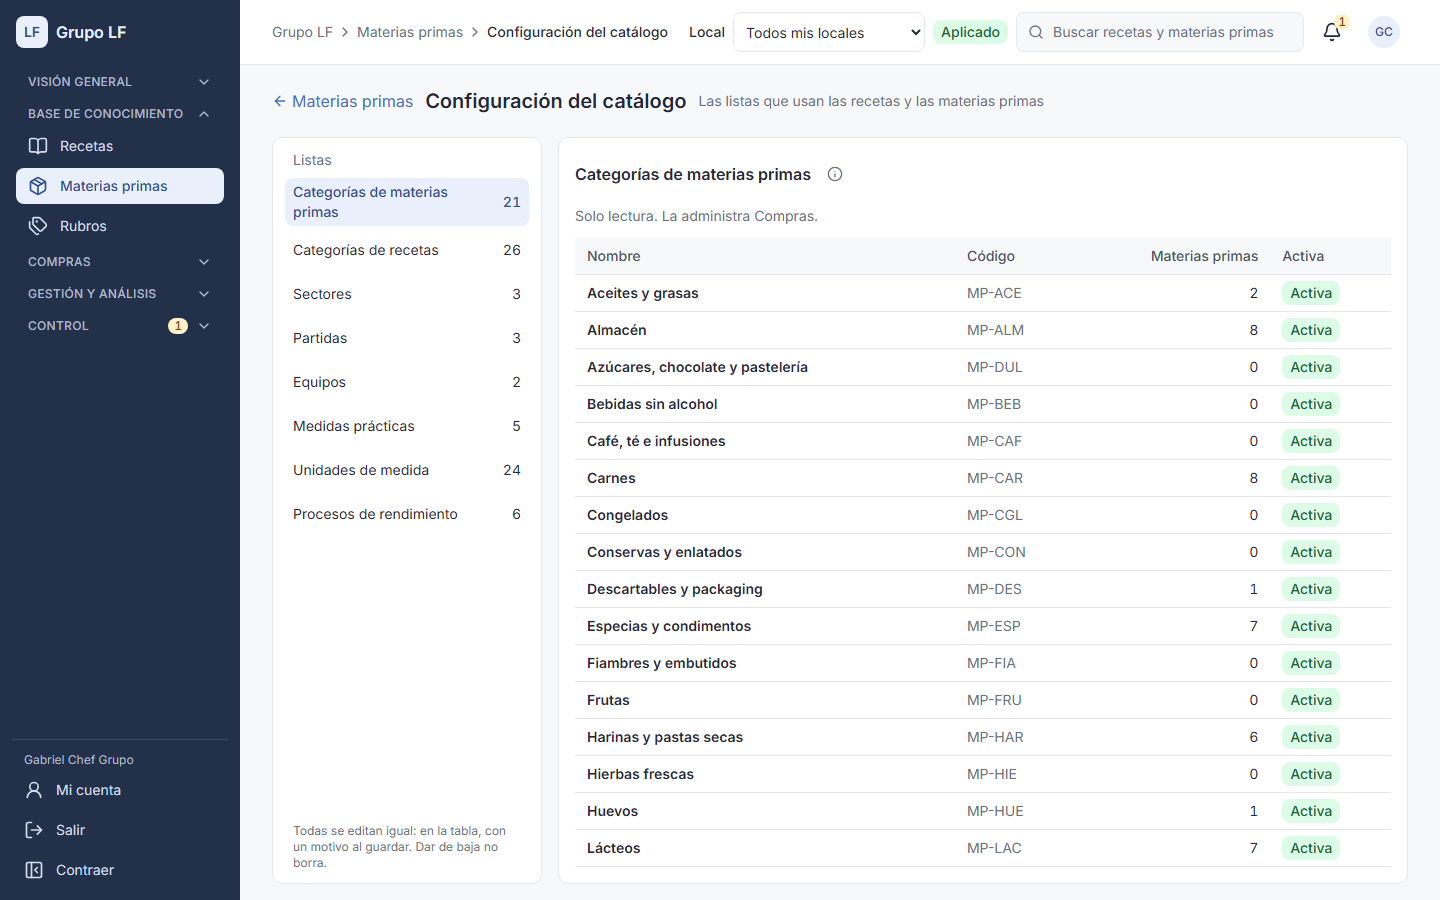 LF Grupo LF
VISIÓN GENERAL
BASE DE CONOCIMIENTO
Recetas
Materias primas
Rubros
COMPRAS
GESTIÓN Y ANÁLISIS
CONTROL 1
Gabriel Chef Grupo
Mi cuenta
Salir
Contraer
Grupo LF > Materias primas > Configuración del catálogo Local Todos mis locales Aplicado Buscar recetas y materias primas 1 GC
← Materias primas Configuración del catálogo Las listas que usan las recetas y las materias primas
Listas
Categorías de materias
primas 21
Categorías de recetas 26
Sectores 3
Partidas 3
Equipos 2
Medidas prácticas 5
Unidades de medida 24
Procesos de rendimiento 6
Todas se editan igual: en la tabla, con
un motivo al guardar. Dar de baja no
borra.
Categorías de materias primas
Solo lectura. La administra Compras.
Nombre Código Materias primas Activa
Aceites y grasas MP-ACE 2 Activa
Almacén MP-ALM 8 Activa
Azúcares, chocolate y pastelería MP-DUL 0 Activa
Bebidas sin alcohol MP-BEB 0 Activa
Café, té e infusiones MP-CAF 0 Activa
Carnes MP-CAR 8 Activa
Congelados MP-CGL 0 Activa
Conservas y enlatados MP-CON 0 Activa
Descartables y packaging MP-DES 1 Activa
Especias y condimentos MP-ESP 7 Activa
Fiambres y embutidos MP-FIA 0 Activa
Frutas MP-FRU 0 Activa
Harinas y pastas secas MP-HAR 6 Activa
Hierbas frescas MP-HIE 0 Activa
Huevos MP-HUE 1 Activa
Lácteos MP-LAC 7 Activa